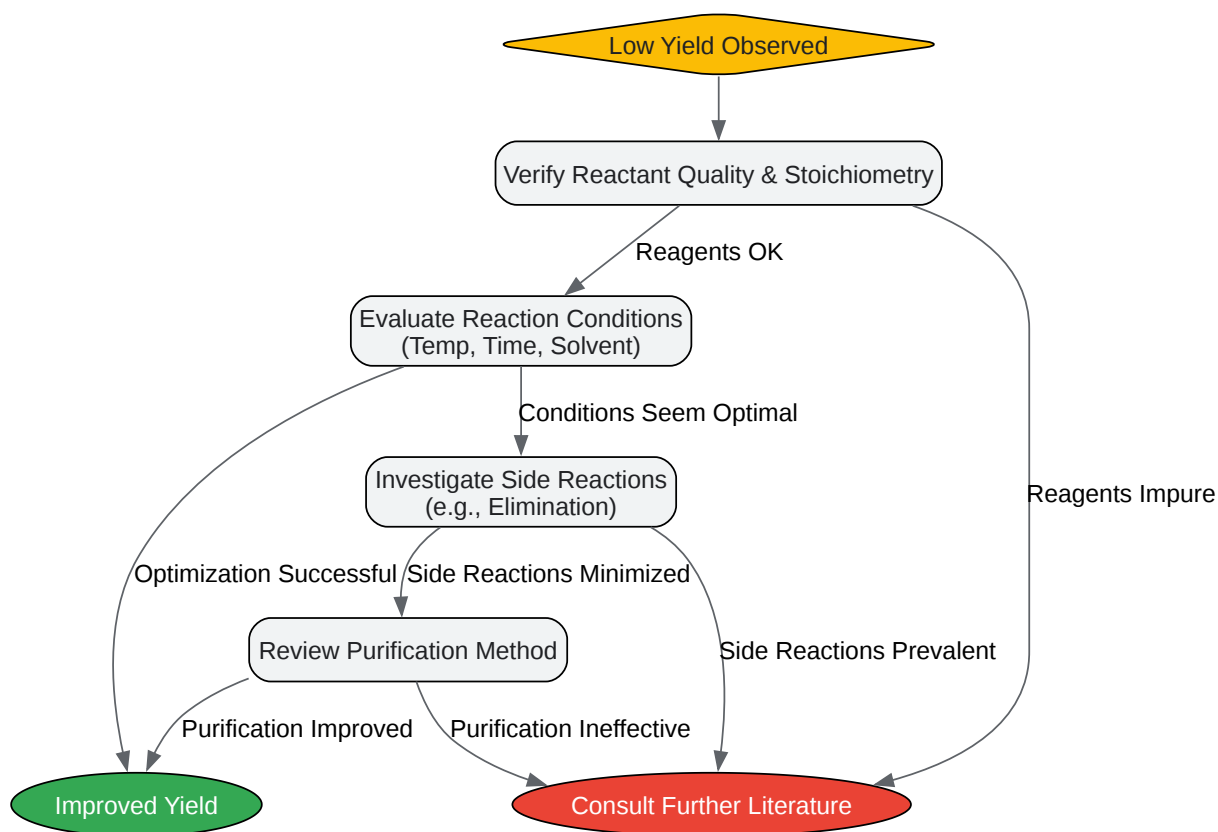 Low Yield Observed
Verify Reactant Quality & Stoichiometry
Reagents OK
Evaluate Reaction Conditions
(Temp, Time, Solvent)
Conditions Seem Optimal
Investigate Side Reactions
(e.g., Elimination)
Reagents Impure
Optimization Successful
Side Reactions Minimized
Review Purification Method
Side Reactions Prevalent
Purification Improved
Purification Ineffective
Improved Yield
Consult Further Literature